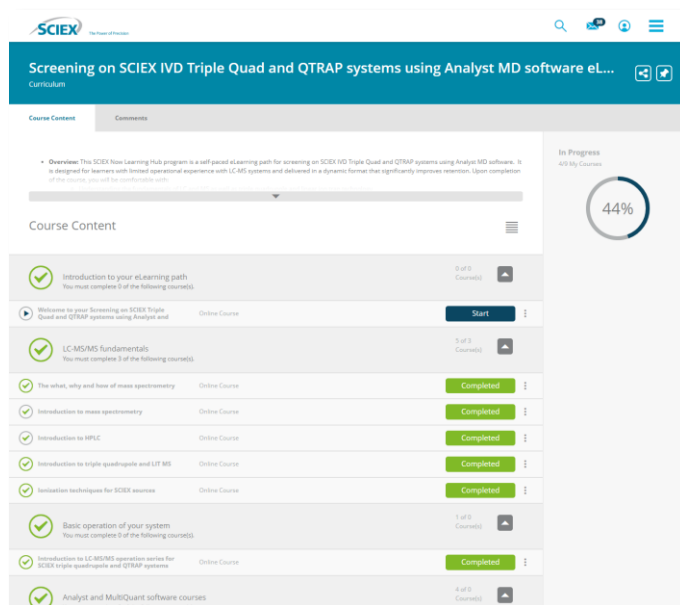 SCIEX The Power of Precision
Screening on SCIEX IVD Triple Quad and QTRAP systems using Analyst MD software eL...
Curriculum
Course Content Comments
• Overview: This SCIEX Now Learning Hub program is a self-paced eLearning path for screening on SCIEX IVD Triple Quad and QTRAP systems using Analyst MD software. It
is designed for learners with limited operational experience with LC-MS systems and delivered in a dynamic format that significantly improves retention. Upon completion
of the course, you will be comfortable with:
In Progress
4/9 My Courses
44%
Course Content
Introduction to your eLearning path
You must complete 0 of the following course(s).
0 of 0
Course(s)
Welcome to your Screening on SCIEX Triple
Quad and QTRAP systems using Analyst and
Online Course
Start
LC-MS/MS fundamentals
You must complete 3 of the following course(s).
5 of 3
Course(s)
The what, why and how of mass spectrometry Online Course Completed
Introduction to mass spectrometry Online Course Completed
Introduction to HPLC Online Course Completed
Introduction to triple quadrupole and LIT MS Online Course Completed
Ionization techniques for SCIEX sources Online Course Completed
Basic operation of your system
You must complete 0 of the following course(s).
1 of 0
Course(s)
Introduction to LC-MS/MS operation series for
SCIEX triple quadrupole and QTRAP systems
Online Course
Completed
Analyst and MultiQuant software courses
4 of 0
Course(s)